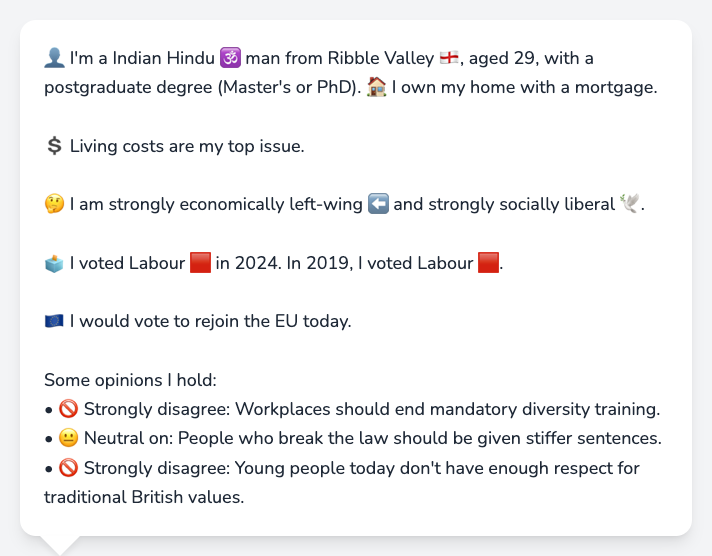 👤 I'm a Indian Hindu 🕉️ man from Ribble Valley 🏴󠁧󠁢󠁥󠁮󠁧󠁿, aged 29, with a
postgraduate degree (Master's or PhD). 🏠 I own my home with a mortgage.
💲 Living costs are my top issue.
🤔 I am strongly economically left-wing ⬅️ and strongly socially liberal 🕊️.
🗳️ I voted Labour 🟥 in 2024. In 2019, I voted Labour 🟥.
🇪🇺 I would vote to rejoin the EU today.
Some opinions I hold:
• 🚫 Strongly disagree: Workplaces should end mandatory diversity training.
• 😐 Neutral on: People who break the law should be given stiffer sentences.
• 🚫 Strongly disagree: Young people today don't have enough respect for
traditional British values.